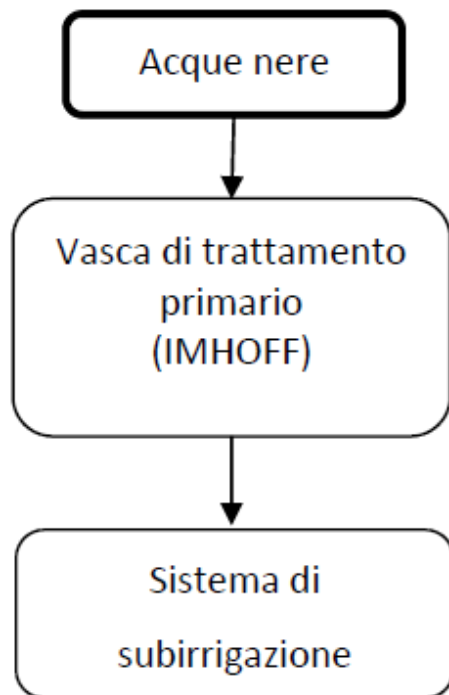 Acque nere
Vasca di trattamento
primario
(IMHOFF)
Sistema di
subirrigazione